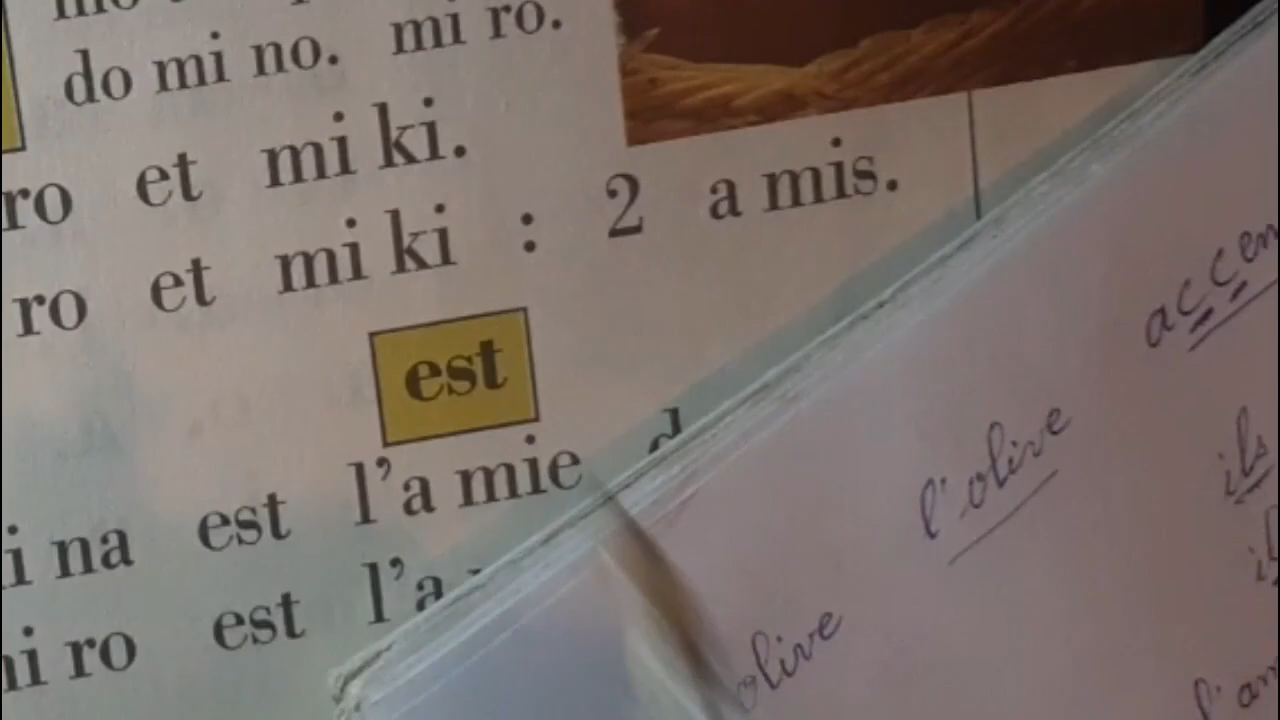 do mi no. mi ro.
ro et mi ki.
ro et mi ki : 2 a mis.
est
i na est l'a mie
ni ro est l'a
accen
l'olive
ils
olive